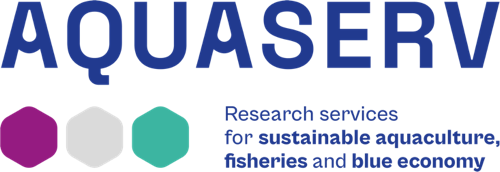 AQUASERV
Research services
for sustainable aquaculture,
fisheries and blue economy